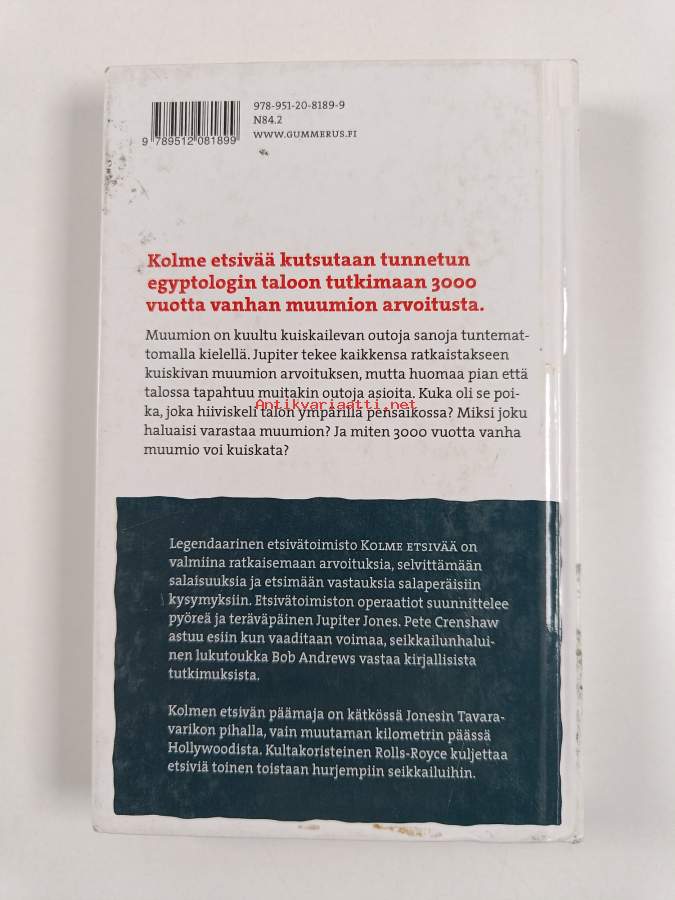 978-951-20-8189-9
N84.2
WWW.GUMMERUS.FI
9 789512 081899
Kolme etsivää kutsutaan tunnetun
egyptologin taloon tutkimaan 3000
vuotta vanhan muumion arvoitusta.
Muumion on kuultu kuiskailevan outoja sanoja tuntemat-
tomalla kielellä. Jupiter tekee kaikkensa ratkaistakseen
kuiskivan muumion arvoituksen, mutta huomaa pian että
talossa tapahtuu muitakin outoja asioita. Kuka oli se poi-
ka, joka hiiviskeli talon ympärillä pensaikossa? Miksi joku
Antikvariaatti.net
haluaisi varastaa muumion? Ja miten 3000 vuotta vanha
muumio voi kuiskata?
Legendaarinen etsivätoimisto KOLME ETSIVÄÄ on
valmiina ratkaisemaan arvoituksia, selvittämään
salaisuuksia ja etsimään vastauksia salaperäisiin
kysymyksiin. Etsivätoimiston operaatiot suunnittelee
pyöreä ja teräväpäinen Jupiter Jones. Pete Crenshaw
astuu esiin kun vaaditaan voimaa, seikkailunhalui-
nen lukutoukka Bob Andrews vastaa kirjallisista
tutkimuksista.
Kolmen etsivän päämaja on kätkössä Jonesin Tavara-
varikon pihalla, vain muutaman kilometrin päässä
Hollywoodista. Kultakoristeinen Rolls-Royce kuljettaa
etsiviä toinen toistaan hurjempiin seikkailuihin.